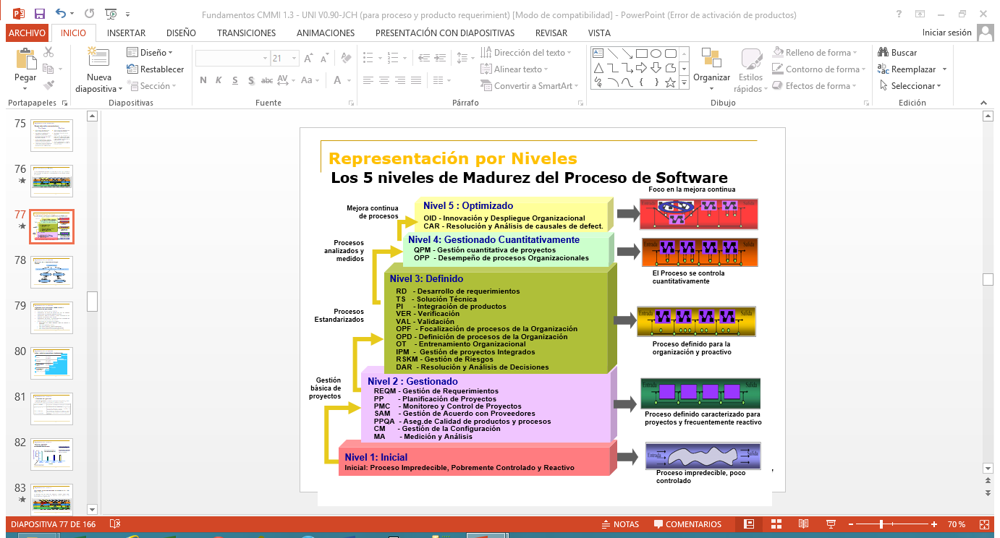 Fundamentos CMMI 1.3 - UNI V0.90-JCH (para proceso y producto requerimient) [Modo de compatibilidad] - PowerPoint (Error de activación de productos)
ARCHIVO INICIO INSERTAR DISEÑO TRANSICIONES ANIMACIONES PRESENTACIÓN CON DIAPOSITIVAS REVISAR VISTA Iniciar sesión
Pegar
Nueva diapositiva
Diseño
Restablecer
Sección
21
N K S S abc AV Aa A
Dirección del texto
Alinear texto
Convertir a SmartArt
Organizar
Estilos rápidos
Relleno de forma
Contorno de forma
Efectos de forma
Buscar
Reemplazar
Seleccionar
Portapapeles Diapositivas Fuente Párrafo Dibujo Edición
75
76
77
78
79
80
81
82
83
Representación por Niveles
Los 5 niveles de Madurez del Proceso de Software
Foco en la mejora continua
Mejora continua
de procesos
Nivel 5 : Optimizado
OID - Innovación y Despliegue Organizacional
CAR - Resolución y Análisis de causales de defect.
Procesos
analizados y
medidos
Nivel 4: Gestionado Cuantitativamente
QPM - Gestión cuantitativa de proyectos
OPP - Desempeño de procesos Organizacionales
Entrada Salida
El Proceso se controla
cuantitativamente
Procesos
Estandarizados
Nivel 3: Definido
RD - Desarrollo de requerimientos
TS - Solución Técnica
PI - Integración de productos
VER - Verificación
VAL - Validación
OPF - Focalización de procesos de la Organización
OPD - Definición de procesos de la Organización
OT - Entrenamiento Organizacional
IPM - Gestión de proyectos Integrados
RSKM - Gestión de Riesgos
DAR - Resolución y Análisis de Decisiones
Entrada Salida
Proceso definido para la
organización y proactivo
Gestión
básica de
proyectos
Nivel 2 : Gestionado
REQM - Gestión de Requerimientos
PP - Planificación de Proyectos
PMC - Monitoreo y Control de Proyectos
SAM - Gestión de Acuerdo con Proveedores
PPQA - Aseg.de Calidad de productos y procesos
CM - Gestión de la Configuración
MA - Medición y Análisis
Entrada Salida
Proceso definido caracterizado para
proyectos y frecuentemente reactivo
Nivel 1: Inicial
Inicial: Proceso Impredecible, Pobremente Controlado y Reactivo
Entrada Salida
Proceso impredecible, poco
controlado
DIAPOSITIVA 77 DE 166 NOTAS COMENTARIOS 70 %